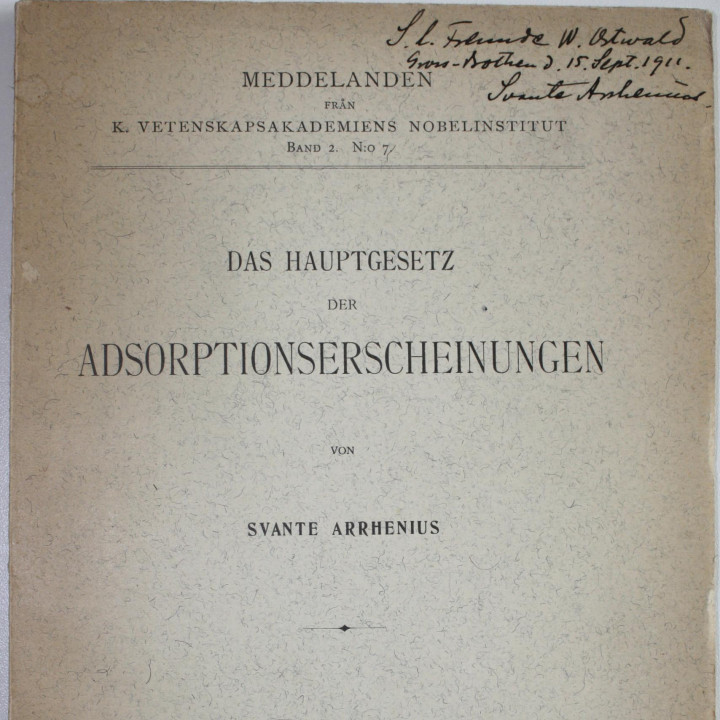 S. l. Freunde W. Ostwald
Gross-Bothen d. 15. Sept. 1911.
Svante Arrhenius.
MEDDELANDEN
FRÅN
K. VETENSKAPSAKADEMIENS NOBELINSTITUT
BAND 2. N:o 7
DAS HAUPTGESETZ
DER
ADSORPTIONSERSCHEINUNGEN
VON
SVANTE ARRHENIUS